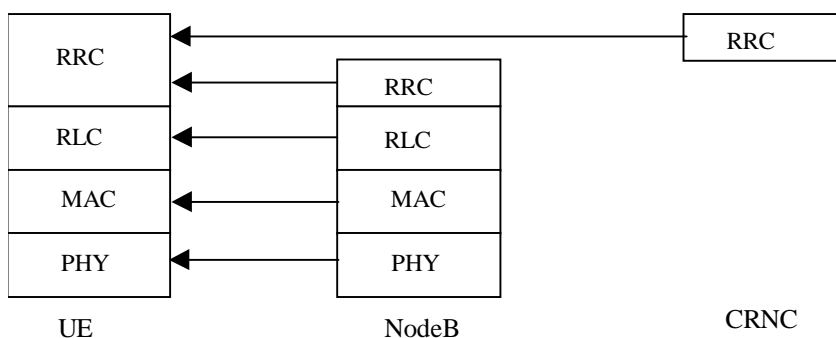 RRC
RRC
RRC
RLC
RLC
MAC
MAC
PHY
PHY
UE
NodeB
CRNC